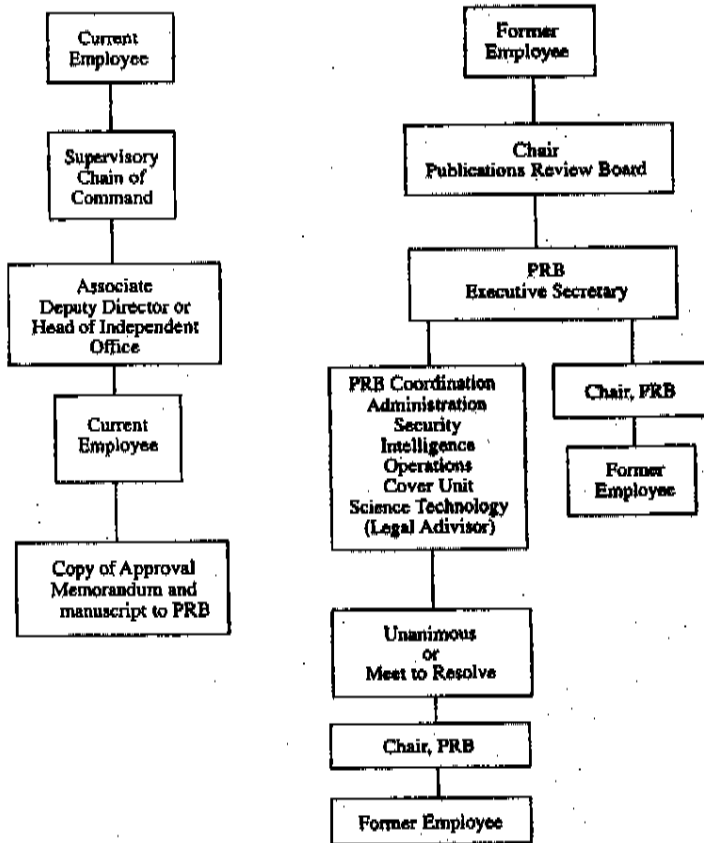 Current
Employee
Supervisory
Chain of
Command
Associate
Deputy Director or
Head of Independent
Office
Current
Employee
Copy of Approval
Memorandum and
manuscript to PRB
Former
Employee
Chair
Publications Review Board
PRB
Executive Secretary
PRB Coordination
Administration
Security
Intelligence
Operations
Cover Unit
Science Technology
(Legal Adivisor)
Unanimous
or
Meet to Resolve
Chair, PRB
Former Employee
Chair, PRB
Former
Employee